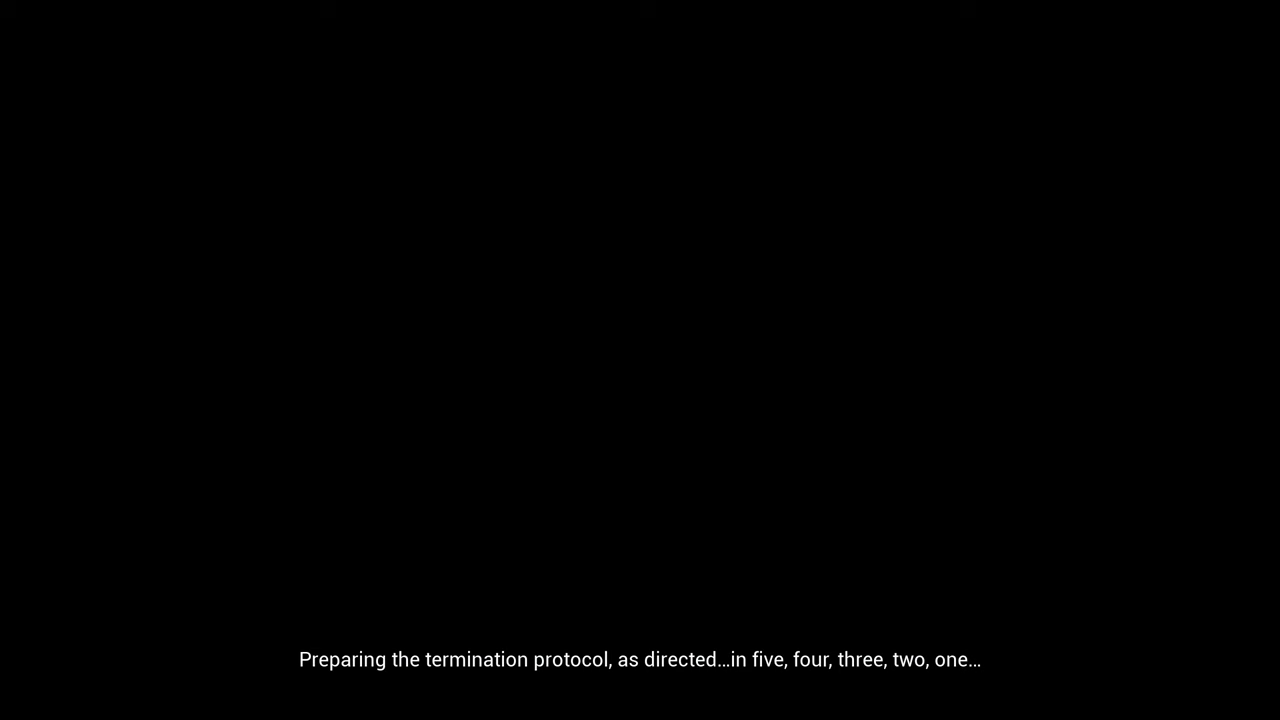 Preparing the termination protocol, as directed…in five, four, three, two, one…